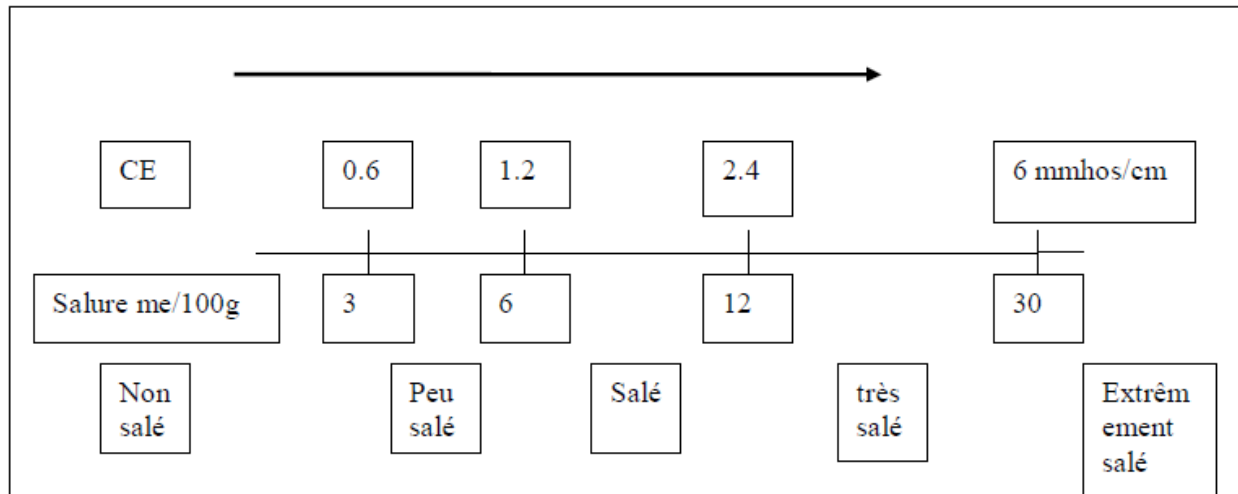 CE
0.6
1.2
2.4
6 mmhos/cm
Salure me/100g
3
6
12
30
Non
salé
Peu
salé
Salé
très
salé
Extrêm
ement
salé